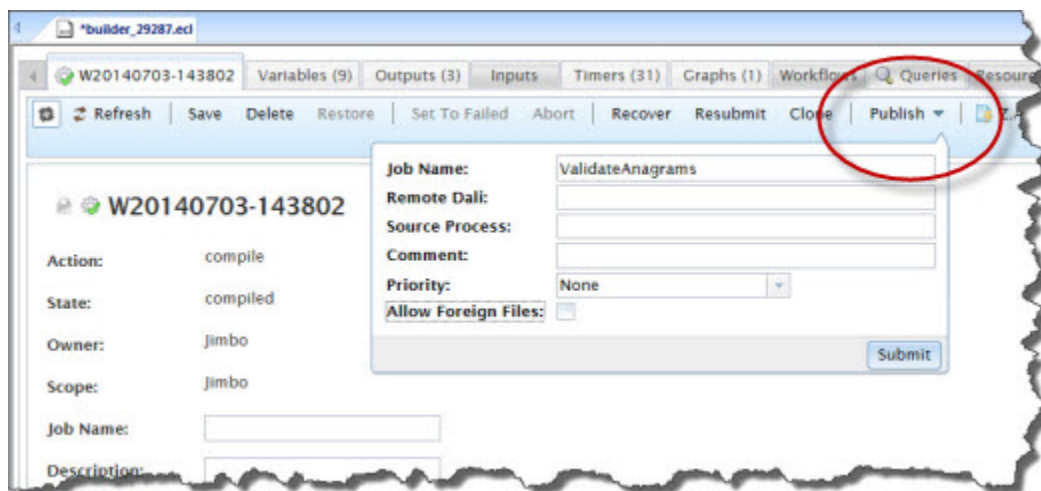 *builder_29287.ecl
W20140703-143802 Variables (9) Outputs (3) Inputs Timers (31) Graphs (1) Workflows Queries Resour
Refresh Save Delete Restore Set To Failed Abort Recover Resubmit Clone Publish Z.A
Job Name: ValidateAnagrams
Remote Dali:
Source Process:
Comment:
Priority: None
Allow Foreign Files:
Submit
W20140703-143802
Action: compile
State: compiled
Owner: Jimbo
Scope: Jimbo
Job Name:
Description: